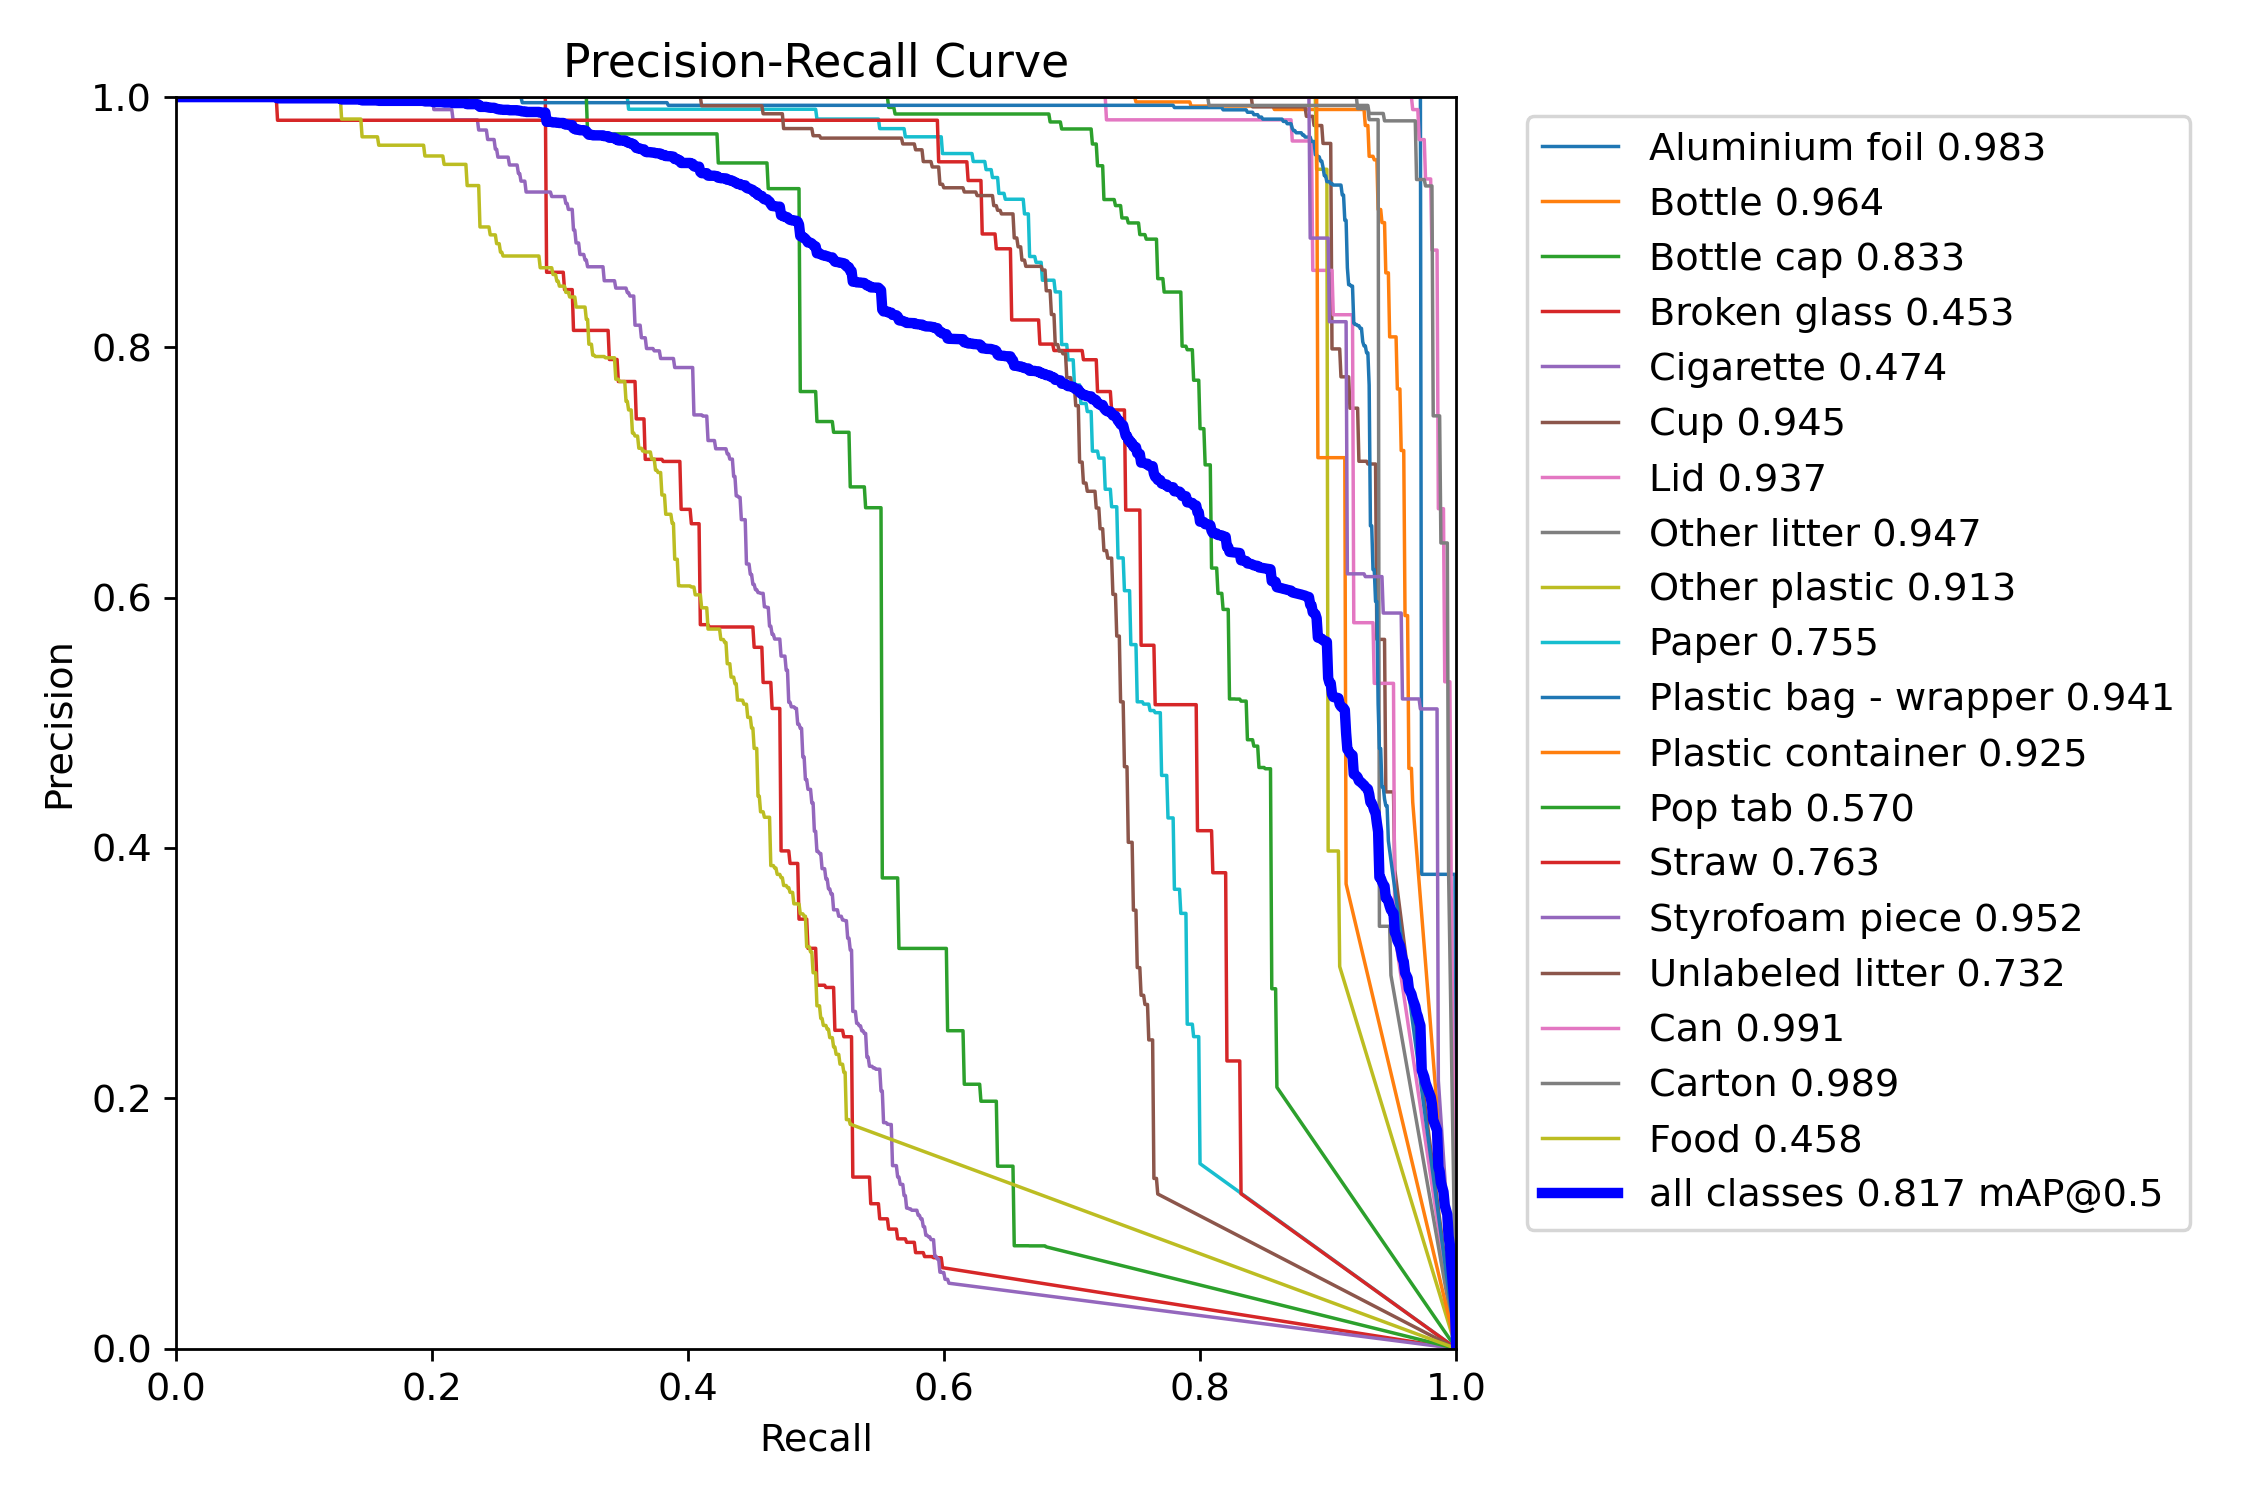 Precision-Recall Curve
1.0
0.8
0.6
0.4
0.2
0.0
Precision
0.0 0.2 0.4 0.6 0.8 1.0
Recall
Aluminium foil 0.983
Bottle 0.964
Bottle cap 0.833
Broken glass 0.453
Cigarette 0.474
Cup 0.945
Lid 0.937
Other litter 0.947
Other plastic 0.913
Paper 0.755
Plastic bag - wrapper 0.941
Plastic container 0.925
Pop tab 0.570
Straw 0.763
Styrofoam piece 0.952
Unlabeled litter 0.732
Can 0.991
Carton 0.989
Food 0.458
all classes 0.817 mAP@0.5